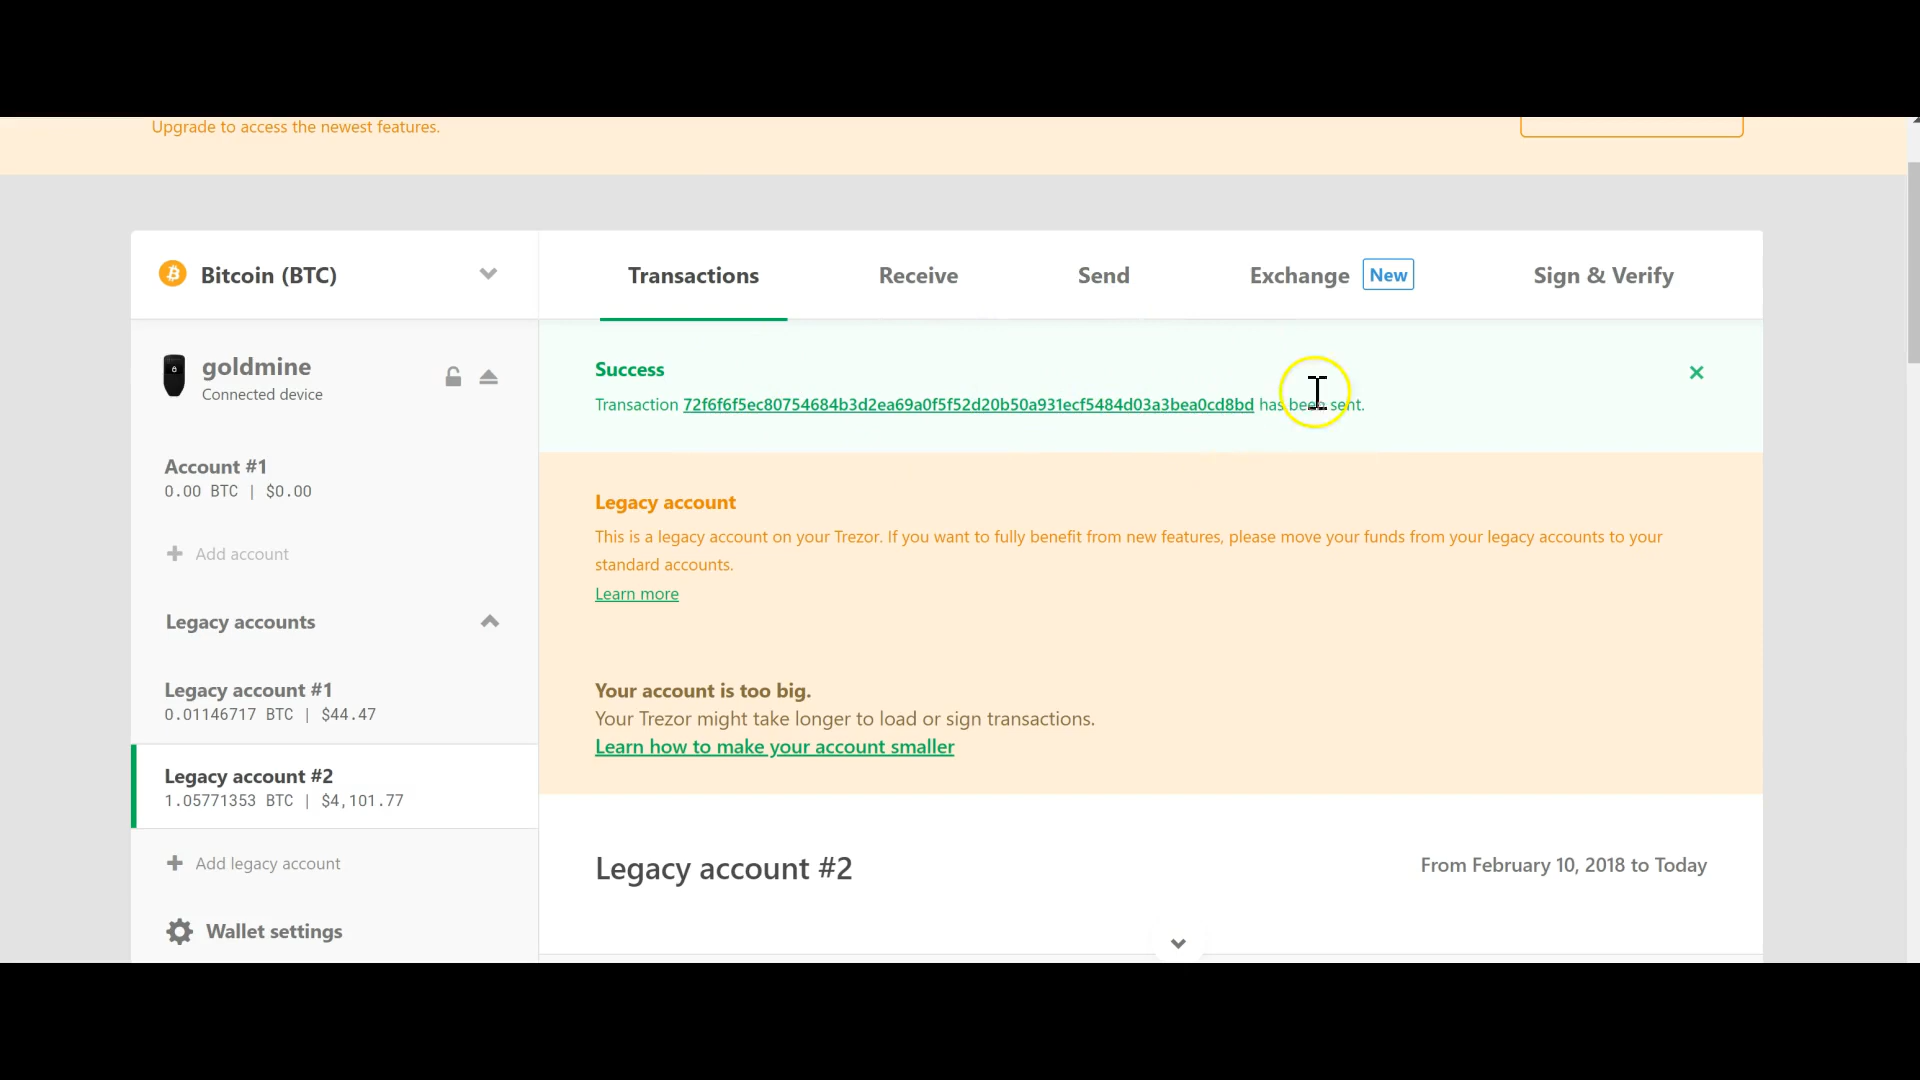 Upgrade to access the newest features.
Bitcoin (BTC)
Transactions
Receive
Send
Exchange
New
Sign & Verify
goldmine
Connected device
Success
Transaction 72f6f6f5ec80754684b3d2ea69a0f5f52d20b50a931ecf5484d03a3bea0cd8bd has been sent.
Account #1
0.00 BTC | $0.00
Add account
Legacy account
This is a legacy account on your Trezor. If you want to fully benefit from new features, please move your funds from your legacy accounts to your
standard accounts.
Learn more
Legacy accounts
Legacy account #1
0.01146717 BTC | $44.47
Your account is too big.
Your Trezor might take longer to load or sign transactions.
Learn how to make your account smaller
Legacy account #2
1.05771353 BTC | $4,101.77
Add legacy account
Wallet settings
Legacy account #2
From February 10, 2018 to Today